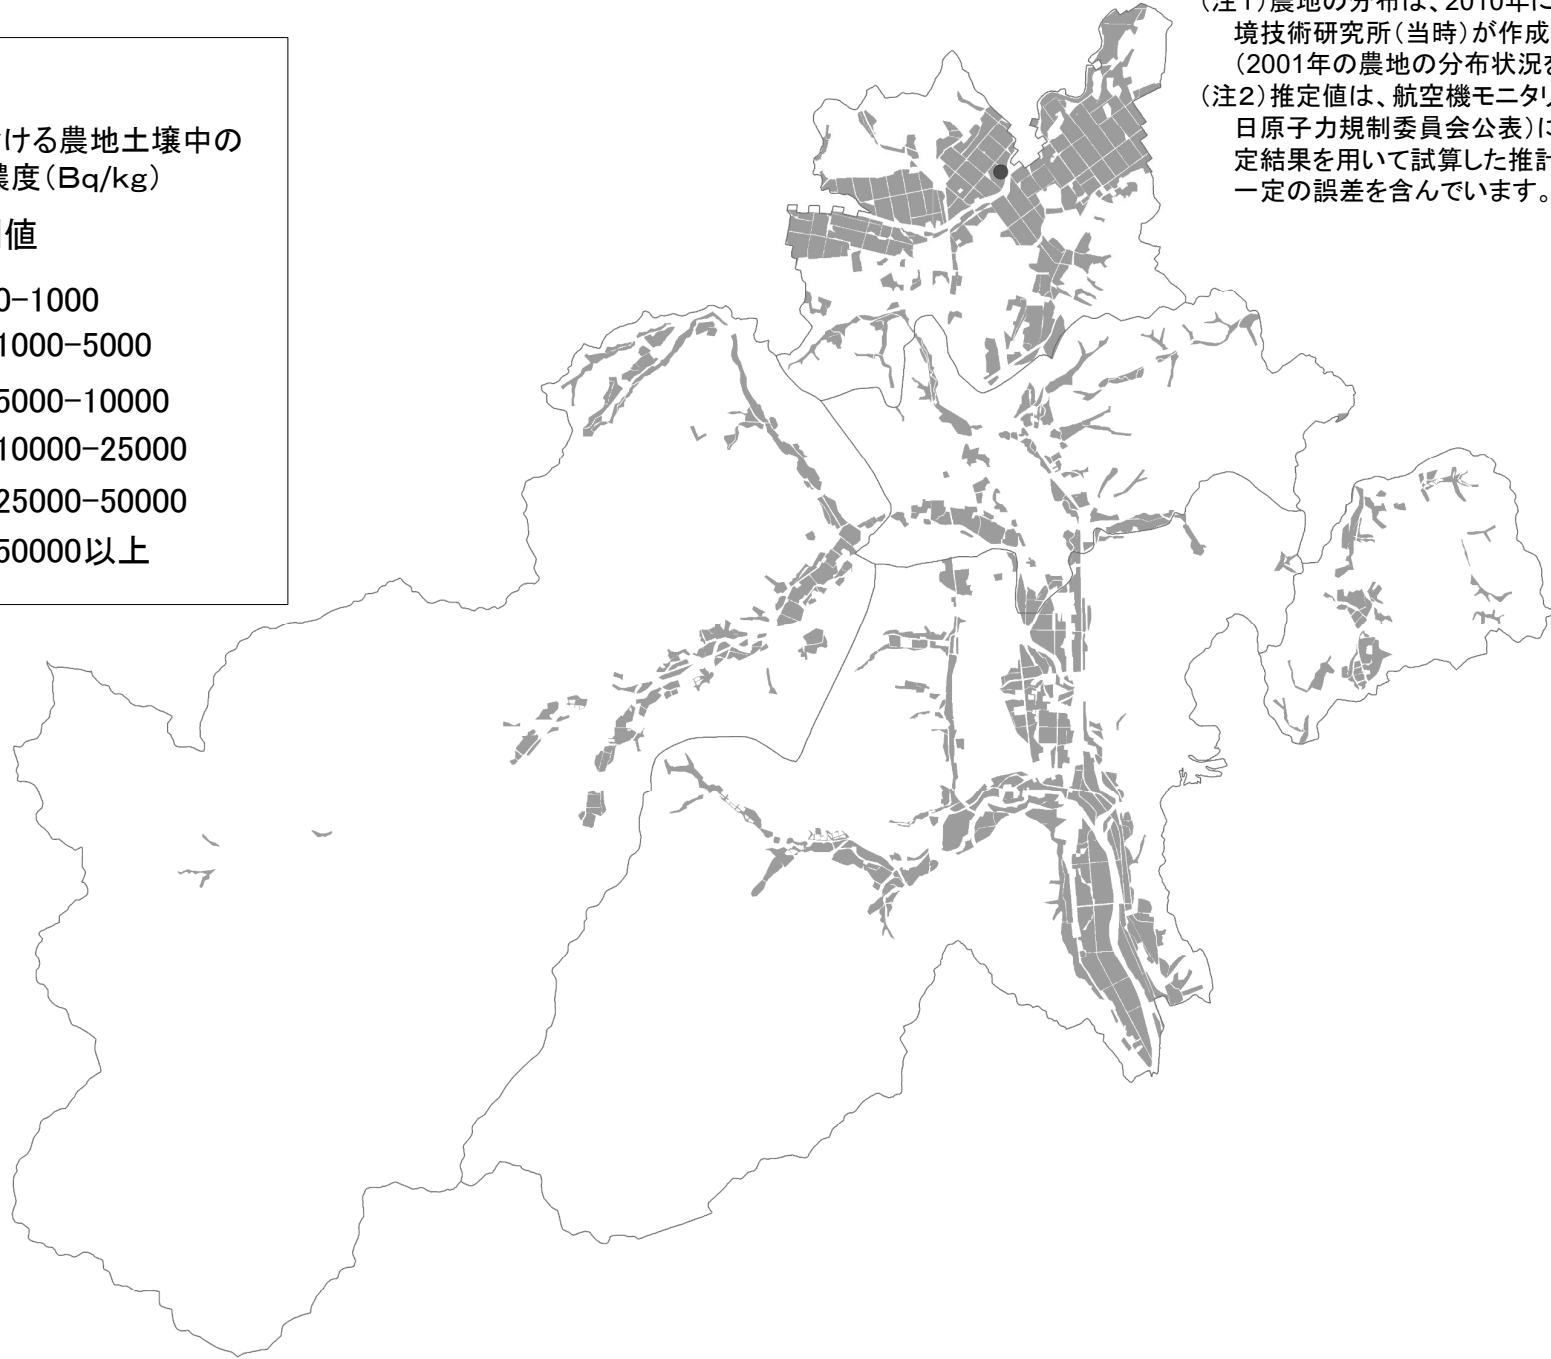 ける農地土壌中の
濃度（Bq/kg）
値
0-1000
1000-5000
5000-10000
10000-25000
25000-50000
50000以上
（注１）農地の分布は、2010年に
境技術研究所（当時）が作成
（2001年の農地の分布状況を
（注２）推定値は、航空機モニタリ
日原子力規制委員会公表）に
定結果を用いて試算した推計
一定の誤差を含んでいます。